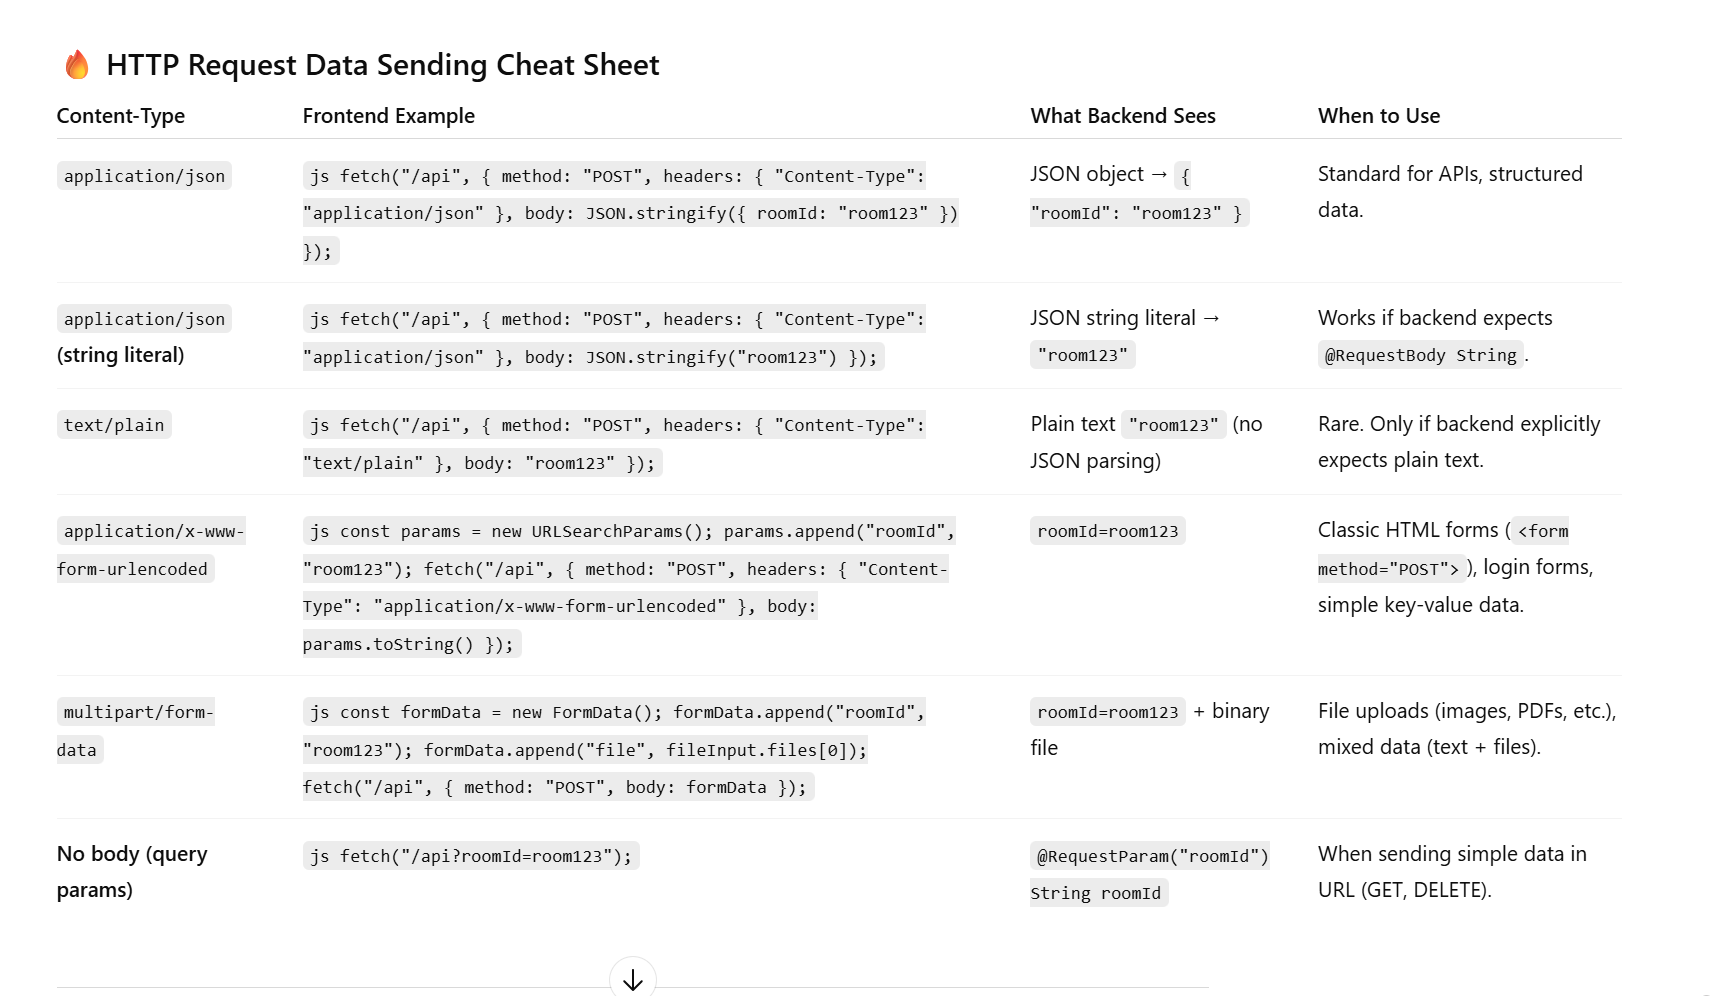 🔥 HTTP Request Data Sending Cheat Sheet
Content-Type Frontend Example What Backend Sees When to Use
application/json
js fetch("/api", { method: "POST", headers: { "Content-Type":
"application/json" }, body: JSON.stringify({ roomId: "room123" })
});
JSON object → {
"roomId": "room123" }
Standard for APIs, structured
data.
application/json
(string literal)
js fetch("/api", { method: "POST", headers: { "Content-Type":
"application/json" }, body: JSON.stringify("room123") });
JSON string literal →
"room123"
Works if backend expects
@RequestBody String.
text/plain
js fetch("/api", { method: "POST", headers: { "Content-Type":
"text/plain" }, body: "room123" });
Plain text "room123" (no
JSON parsing)
Rare. Only if backend explicitly
expects plain text.
application/x-www-
form-urlencoded
js const params = new URLSearchParams(); params.append("roomId",
"room123"); fetch("/api", { method: "POST", headers: { "Content-
Type": "application/x-www-form-urlencoded" }, body:
params.toString() });
roomId=room123
Classic HTML forms (<form
method="POST">), login forms,
simple key-value data.
multipart/form-
data
js const formData = new FormData(); formData.append("roomId",
"room123"); formData.append("file", fileInput.files[0]);
fetch("/api", { method: "POST", body: formData });
roomId=room123 + binary
file
File uploads (images, PDFs, etc.),
mixed data (text + files).
No body (query
params)
js fetch("/api?roomId=room123");
@RequestParam("roomId")
String roomId
When sending simple data in
URL (GET, DELETE).